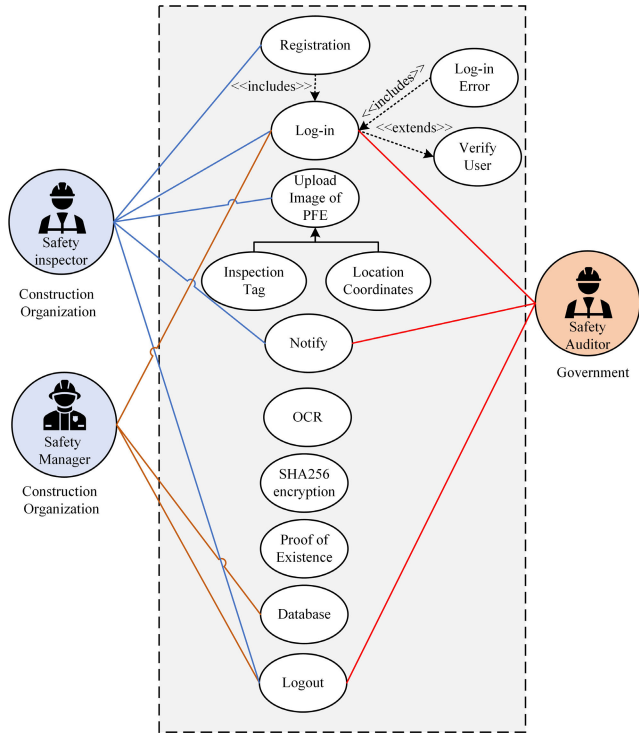 Registration
<<includes>>
<<includes>>
Log-in
Error
Log-in
<<extends>>
Verify
User
Upload
Image of
PFE
Safety
inspector
Construction
Organization
Inspection
Tag
Location
Coordinates
Safety
Auditor
Government
Notify
Safety
Manager
Construction
Organization
OCR
SHA256
encryption
Proof of
Existence
Database
Logout